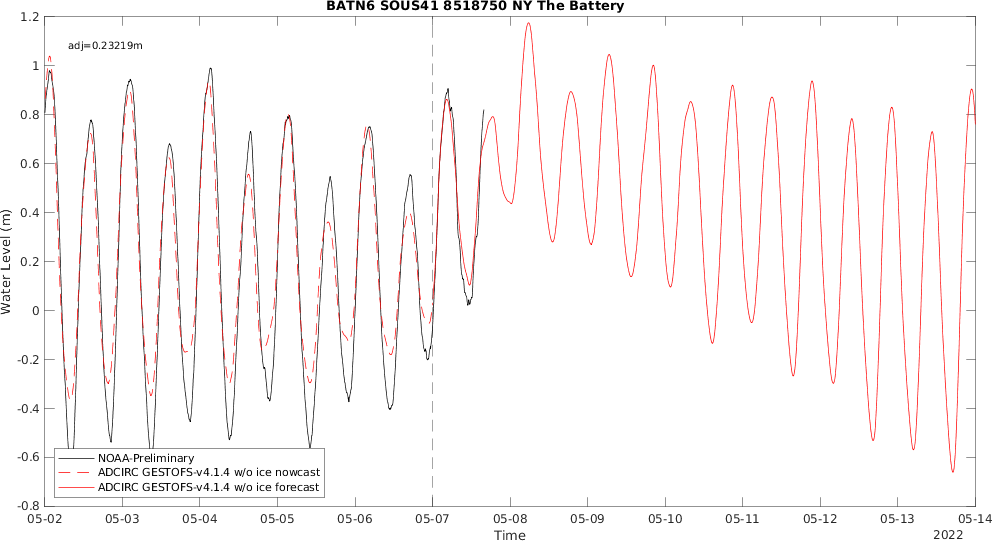 BATN6 SOUS41 8518750 NY The Battery
adj=0.23219m
Water Level (m)
1.2
1
0.8
0.6
0.4
0.2
0
-0.2
-0.4
-0.6
-0.8
NOAA-Preliminary
ADCIRC GESTOFS-v4.1.4 w/o ice nowcast
ADCIRC GESTOFS-v4.1.4 w/o ice forecast
05-02 05-03 05-04 05-05 05-06 05-07 05-08 05-09 05-10 05-11 05-12 05-13 05-14
Time
2022